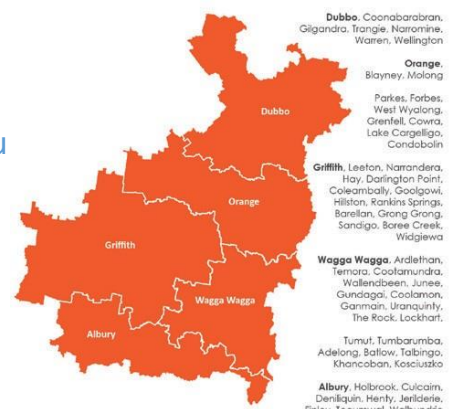 Dubbo, Coonabarabran,
Gilgandra, Trangie, Narromine,
Warren, Wellington
Orange,
Blayney, Molong
Parkes, Forbes,
West Wyalong,
Grenfell, Cowra,
Lake Cargelligo,
Condobolin
Griffith, Leeton, Narrandera,
Hay, Darlington Point,
Coleambally, Goolgowi,
Hillston, Rankins Springs,
Barellan, Grong Grong,
Sandigo, Boree Creek,
Widgiewa
Wagga Wagga, Ardlethan,
Temora, Cootamundra,
Wallendbeen, Junee,
Gundagai, Coolamon,
Ganmain, Uranquinty,
The Rock, Lockhart,
Tumut, Tumbarumba,
Adelong, Batlow, Talbingo,
Khancoban, Kosciuszko
Albury, Holbrook, Culcairn,
Deniliquin, Henty, Jerilderie,
Dubbo
Orange
Griffith
Wagga Wagga
Albury
u